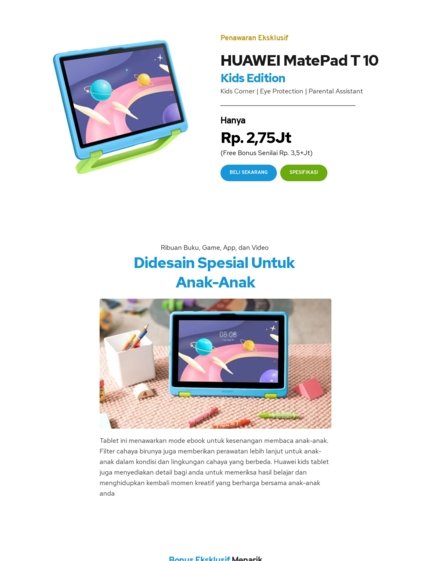 Penawaran Eksklusif
HUAWEI MatePad T 10
Kids Edition
Kids Corner | Eye Protection | Parental Assistant
Hanya
Rp. 2,75Jt
(Free Bonus Senilai Rp. 3,5+Jt)
BELI SEKARANG
SPESIFIKASI
Ribuan Buku, Game, App, dan Video
Didesain Spesial Untuk
Anak-Anak
08:08
Tablet ini menawarkan mode ebook untuk kesenangan membaca anak-anak.
Filter cahaya birunya juga memberikan perawatan lebih lanjut untuk anak-
anak dalam kondisi dan lingkungan cahaya yang berbeda. Huawei kids tablet
juga menyediakan detail bagi anda untuk memeriksa hasil belajar dan
menghidupkan kembali momen kreatif yang berharga bersama anak-anak
anda
Bonus Eksklusif Menarik